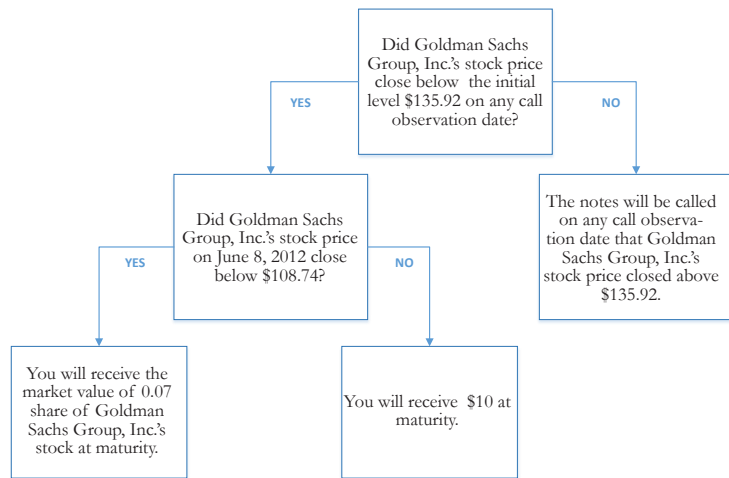 Did Goldman Sachs
Group, Inc.'s stock price
close below the initial
level $135.92 on any call
observation date?
YES
NO
Did Goldman Sachs
Group, Inc.'s stock price
on June 8, 2012 close
below $108.74?
The notes will be called
on any call observa-
tion date that Goldman
Sachs Group, Inc.'s
stock price closed above
$135.92.
YES
NO
You will receive the
market value of 0.07
share of Goldman
Sachs Group, Inc.'s
stock at maturity.
You will receive $10 at
maturity.